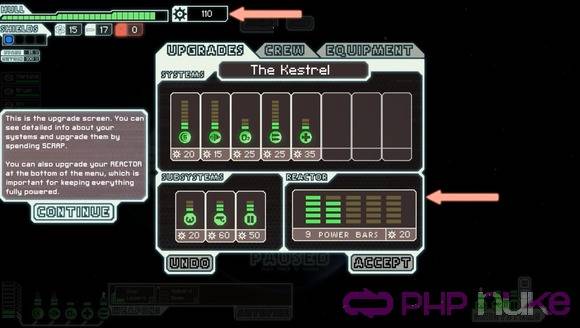 HULL
110
SHIELDS
15
17
0
UPGRADES
CREW
EQUIPMENT
SYSTEMS
The Kestrel
20
15
25
25
35
This is the upgrade screen. You can
see detailed info about your
systems and upgrade them by
spending SCRAP.
You can also upgrade your REACTOR
at the bottom of the menu, which is
important for keeping everything
fully powered.
CONTINUE
SUBSYSTEMS
20
60
50
REACTOR
9 POWER BARS
20
UNDO
PAUSED
ACCEPT
PHP nuke